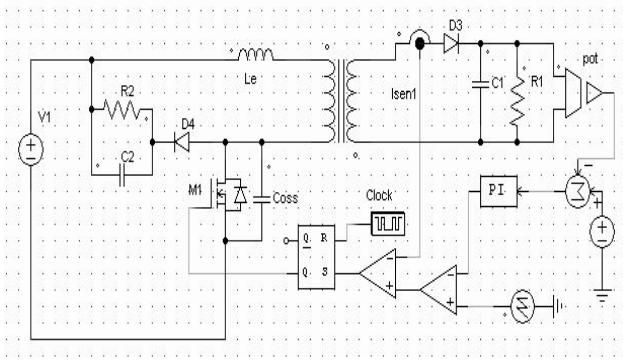 D3
pot
R2
Le
Isen1
C1
R1
V1
D4
C2
M1
Coss
Clock
PI
Q R
Q S